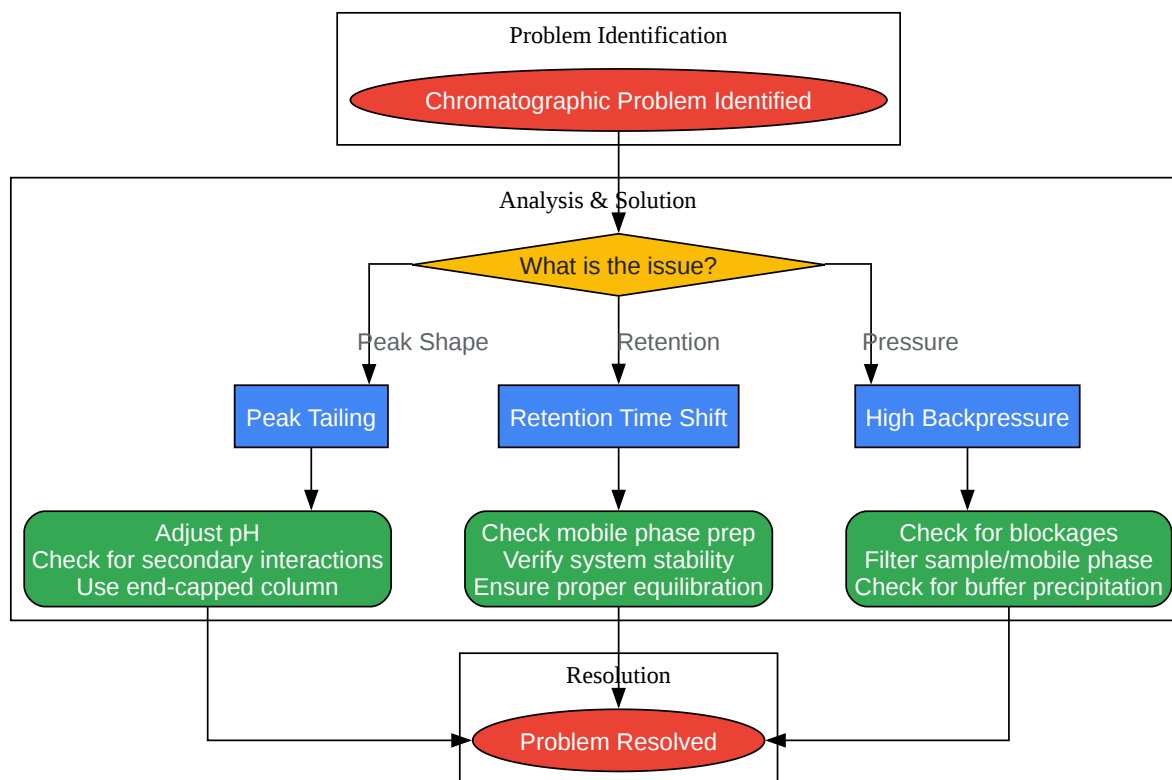 Problem Identification
Chromatographic Problem Identified
Analysis & Solution
What is the issue?
Peak Shape
Retention
Pressure
Peak Tailing
Retention Time Shift
High Backpressure
Adjust pH
Check for secondary interactions
Use end-capped column
Check mobile phase prep
Verify system stability
Ensure proper equilibration
Check for blockages
Filter sample/mobile phase
Check for buffer precipitation
Resolution
Problem Resolved